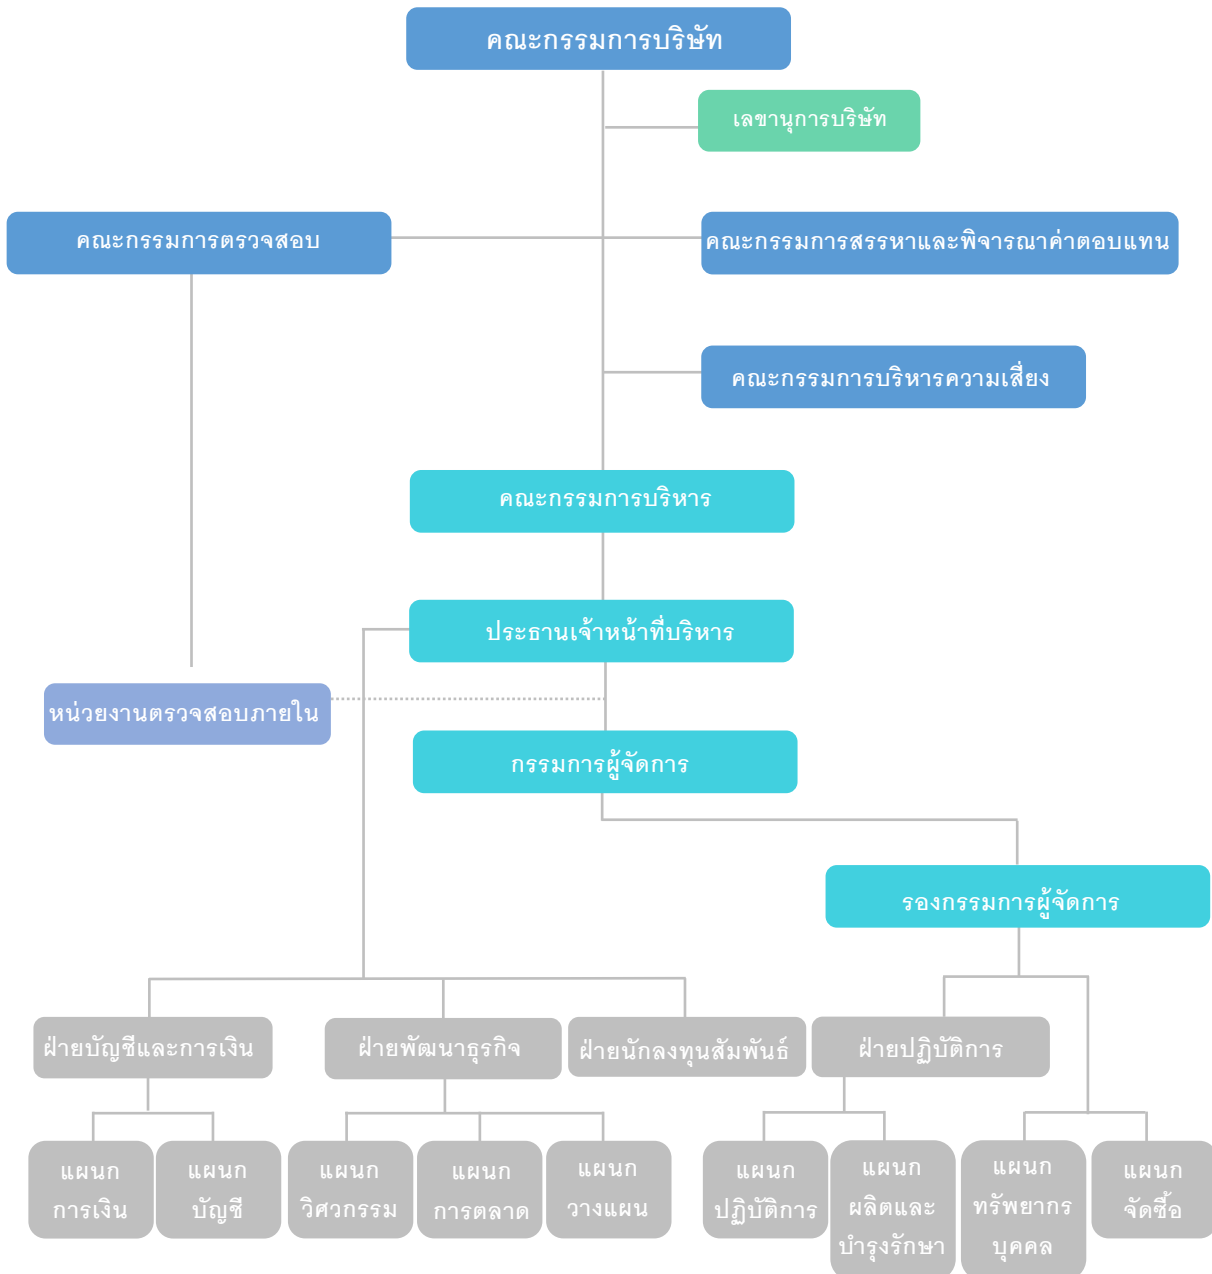 คณะกรรมการบริษัท
เลขานุการบริษัท
คณะกรรมการตรวจสอบ
คณะกรรมการสรรหาและพิจารณาค่าตอบแทน
คณะกรรมการบริหารความเสี่ยง
คณะกรรมการบริหาร
ประธานเจ้าหน้าที่บริหาร
หน่วยงานตรวจสอบภายใน
กรรมการผู้จัดการ
รองกรรมการผู้จัดการ
ฝ่ายบัญชีและการเงิน
ฝ่ายพัฒนาธุรกิจ
ฝ่ายนักลงทุนสัมพันธ์
ฝ่ายปฏิบัติการ
แผนก
การเงิน
แผนก
บัญชี
แผนก
วิศวกรรม
แผนก
การตลาด
แผนก
วางแผน
แผนก
ปฏิบัติการ
แผนก
ผลิตและ
บำรุงรักษา
แผนก
ทรัพยากร
บุคคล
แผนก
จัดซื้อ